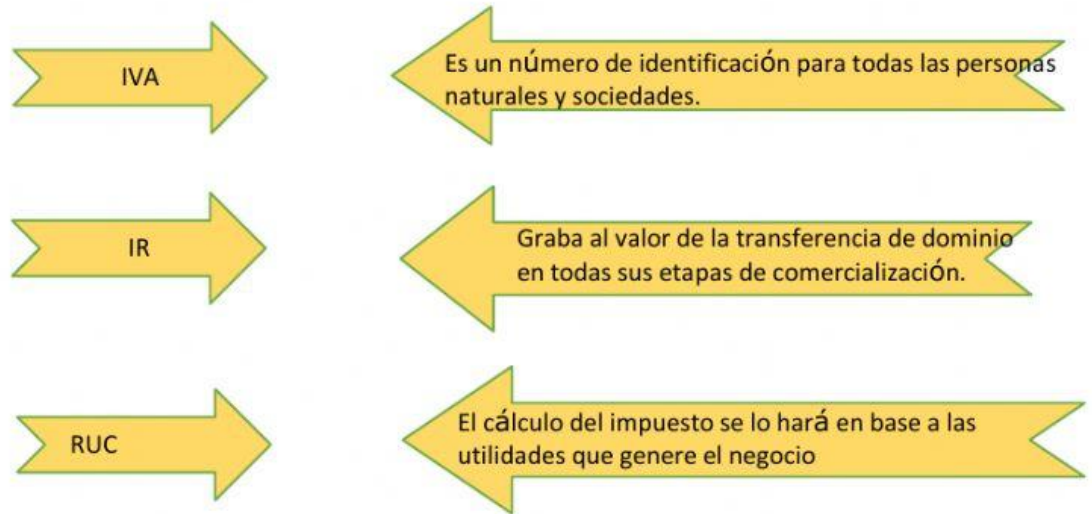 IVA
Es un número de identificación para todas las personas
naturales y sociedades.
IR
Graba al valor de la transferencia de dominio
en todas sus etapas de comercialización.
RUC
El cálculo del impuesto se lo hará en base a las
utilidades que genere el negocio